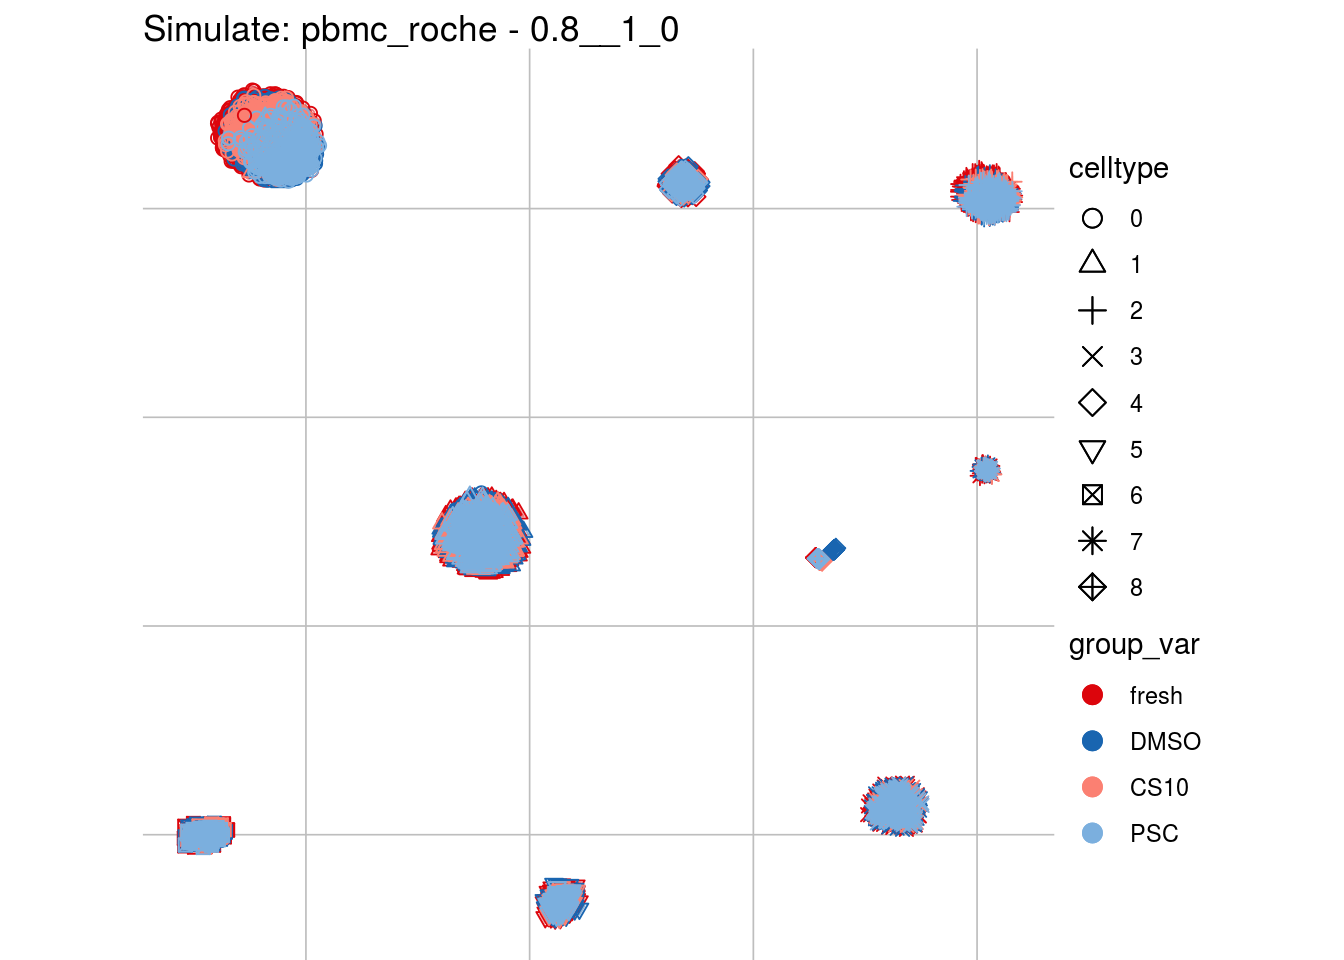 Simulate: pbmc_roche - 0.8__1_0
celltype
0
1
2
3
4
5
6
7
8
group_var
fresh
DMSO
CS10
PSC